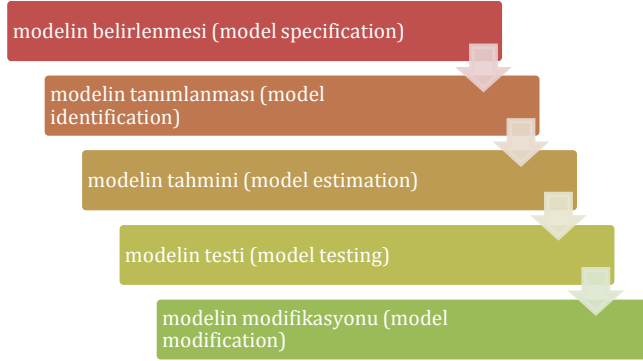 modelin belirlenmesi (model specification)
modelin tanımlanması (model
identification)
modelin tahmini (model estimation)
modelin testi (model testing)
modelin modifikasyonu (model
modification)